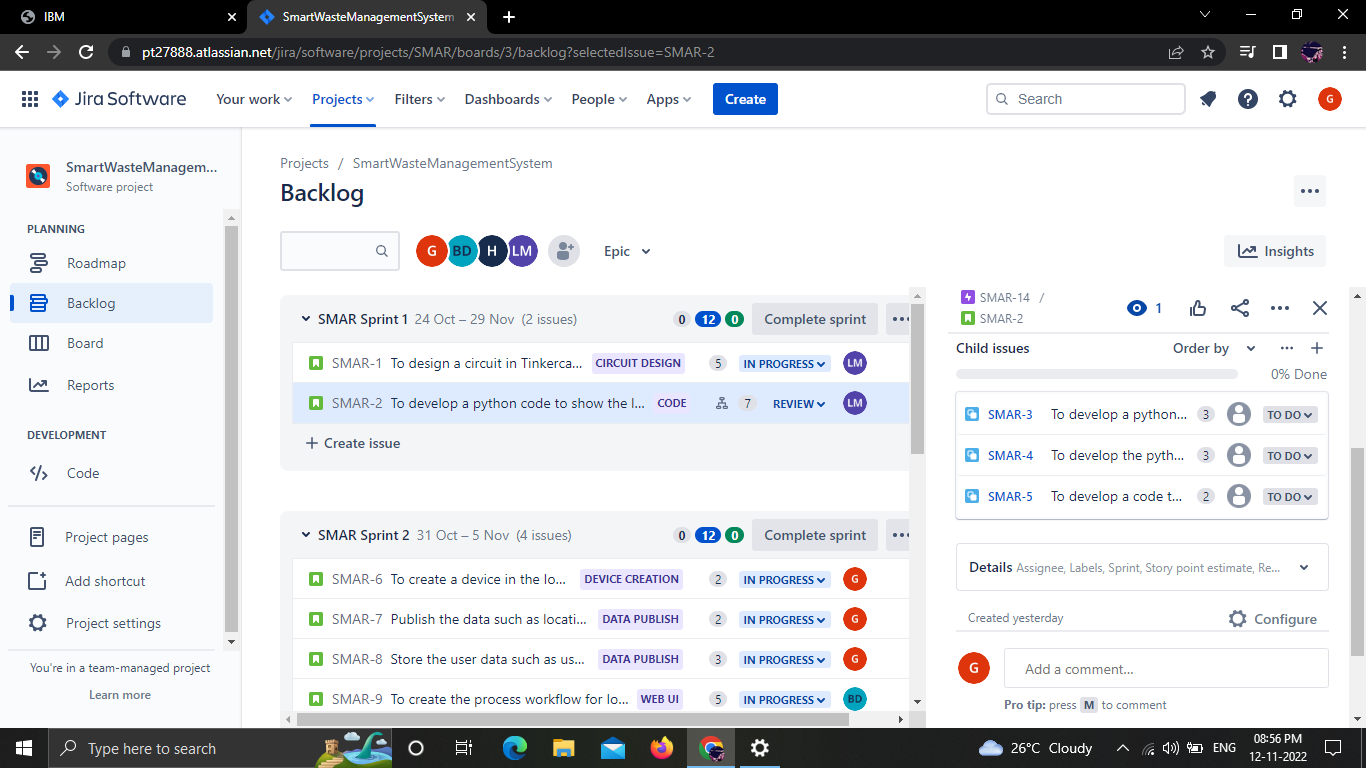 IBM
SmartWasteManagementSystem
pt27888.atlassian.net/jira/software/projects/SMAR/boards/3/backlog?selectedIssue=SMAR-2
Jira Software
Your work
Projects
Filters
Dashboards
People
Apps
Create
Search
G
SmartWasteManagem...
Software project
PLANNING
Roadmap
Backlog
Board
Reports
DEVELOPMENT
Code
Project pages
Add shortcut
Project settings
You're in a team-managed project
Learn more
Projects / SmartWasteManagementSystem
Backlog
G BD H LM
Epic
Insights
SMAR Sprint 1 24 Oct – 29 Nov (2 issues) 0 12 0 Complete sprint
SMAR-1 To design a circuit in Tinkerca... CIRCUIT DESIGN 5 IN PROGRESS LM
SMAR-2 To develop a python code to show the l... CODE 7 REVIEW LM
+ Create issue
SMAR Sprint 2 31 Oct – 5 Nov (4 issues) 0 12 0 Complete sprint
SMAR-6 To create a device in the Io... DEVICE CREATION 2 IN PROGRESS G
SMAR-7 Publish the data such as locati... DATA PUBLISH 2 IN PROGRESS G
SMAR-8 Store the user data such as us... DATA PUBLISH 3 IN PROGRESS G
SMAR-9 To create the process workflow for lo... WEB UI 5 IN PROGRESS BD
SMAR-14 /
SMAR-2
1
Child issues Order by
0% Done
SMAR-3 To develop a python... 3 TO DO
SMAR-4 To develop the pyth... 3 TO DO
SMAR-5 To develop a code t... 2 TO DO
Details Assignee, Labels, Sprint, Story point estimate, Re...
Created yesterday Configure
G Add a comment...
Pro tip: press M to comment
Type here to search
26°C Cloudy
ENG
08:56 PM
12-11-2022